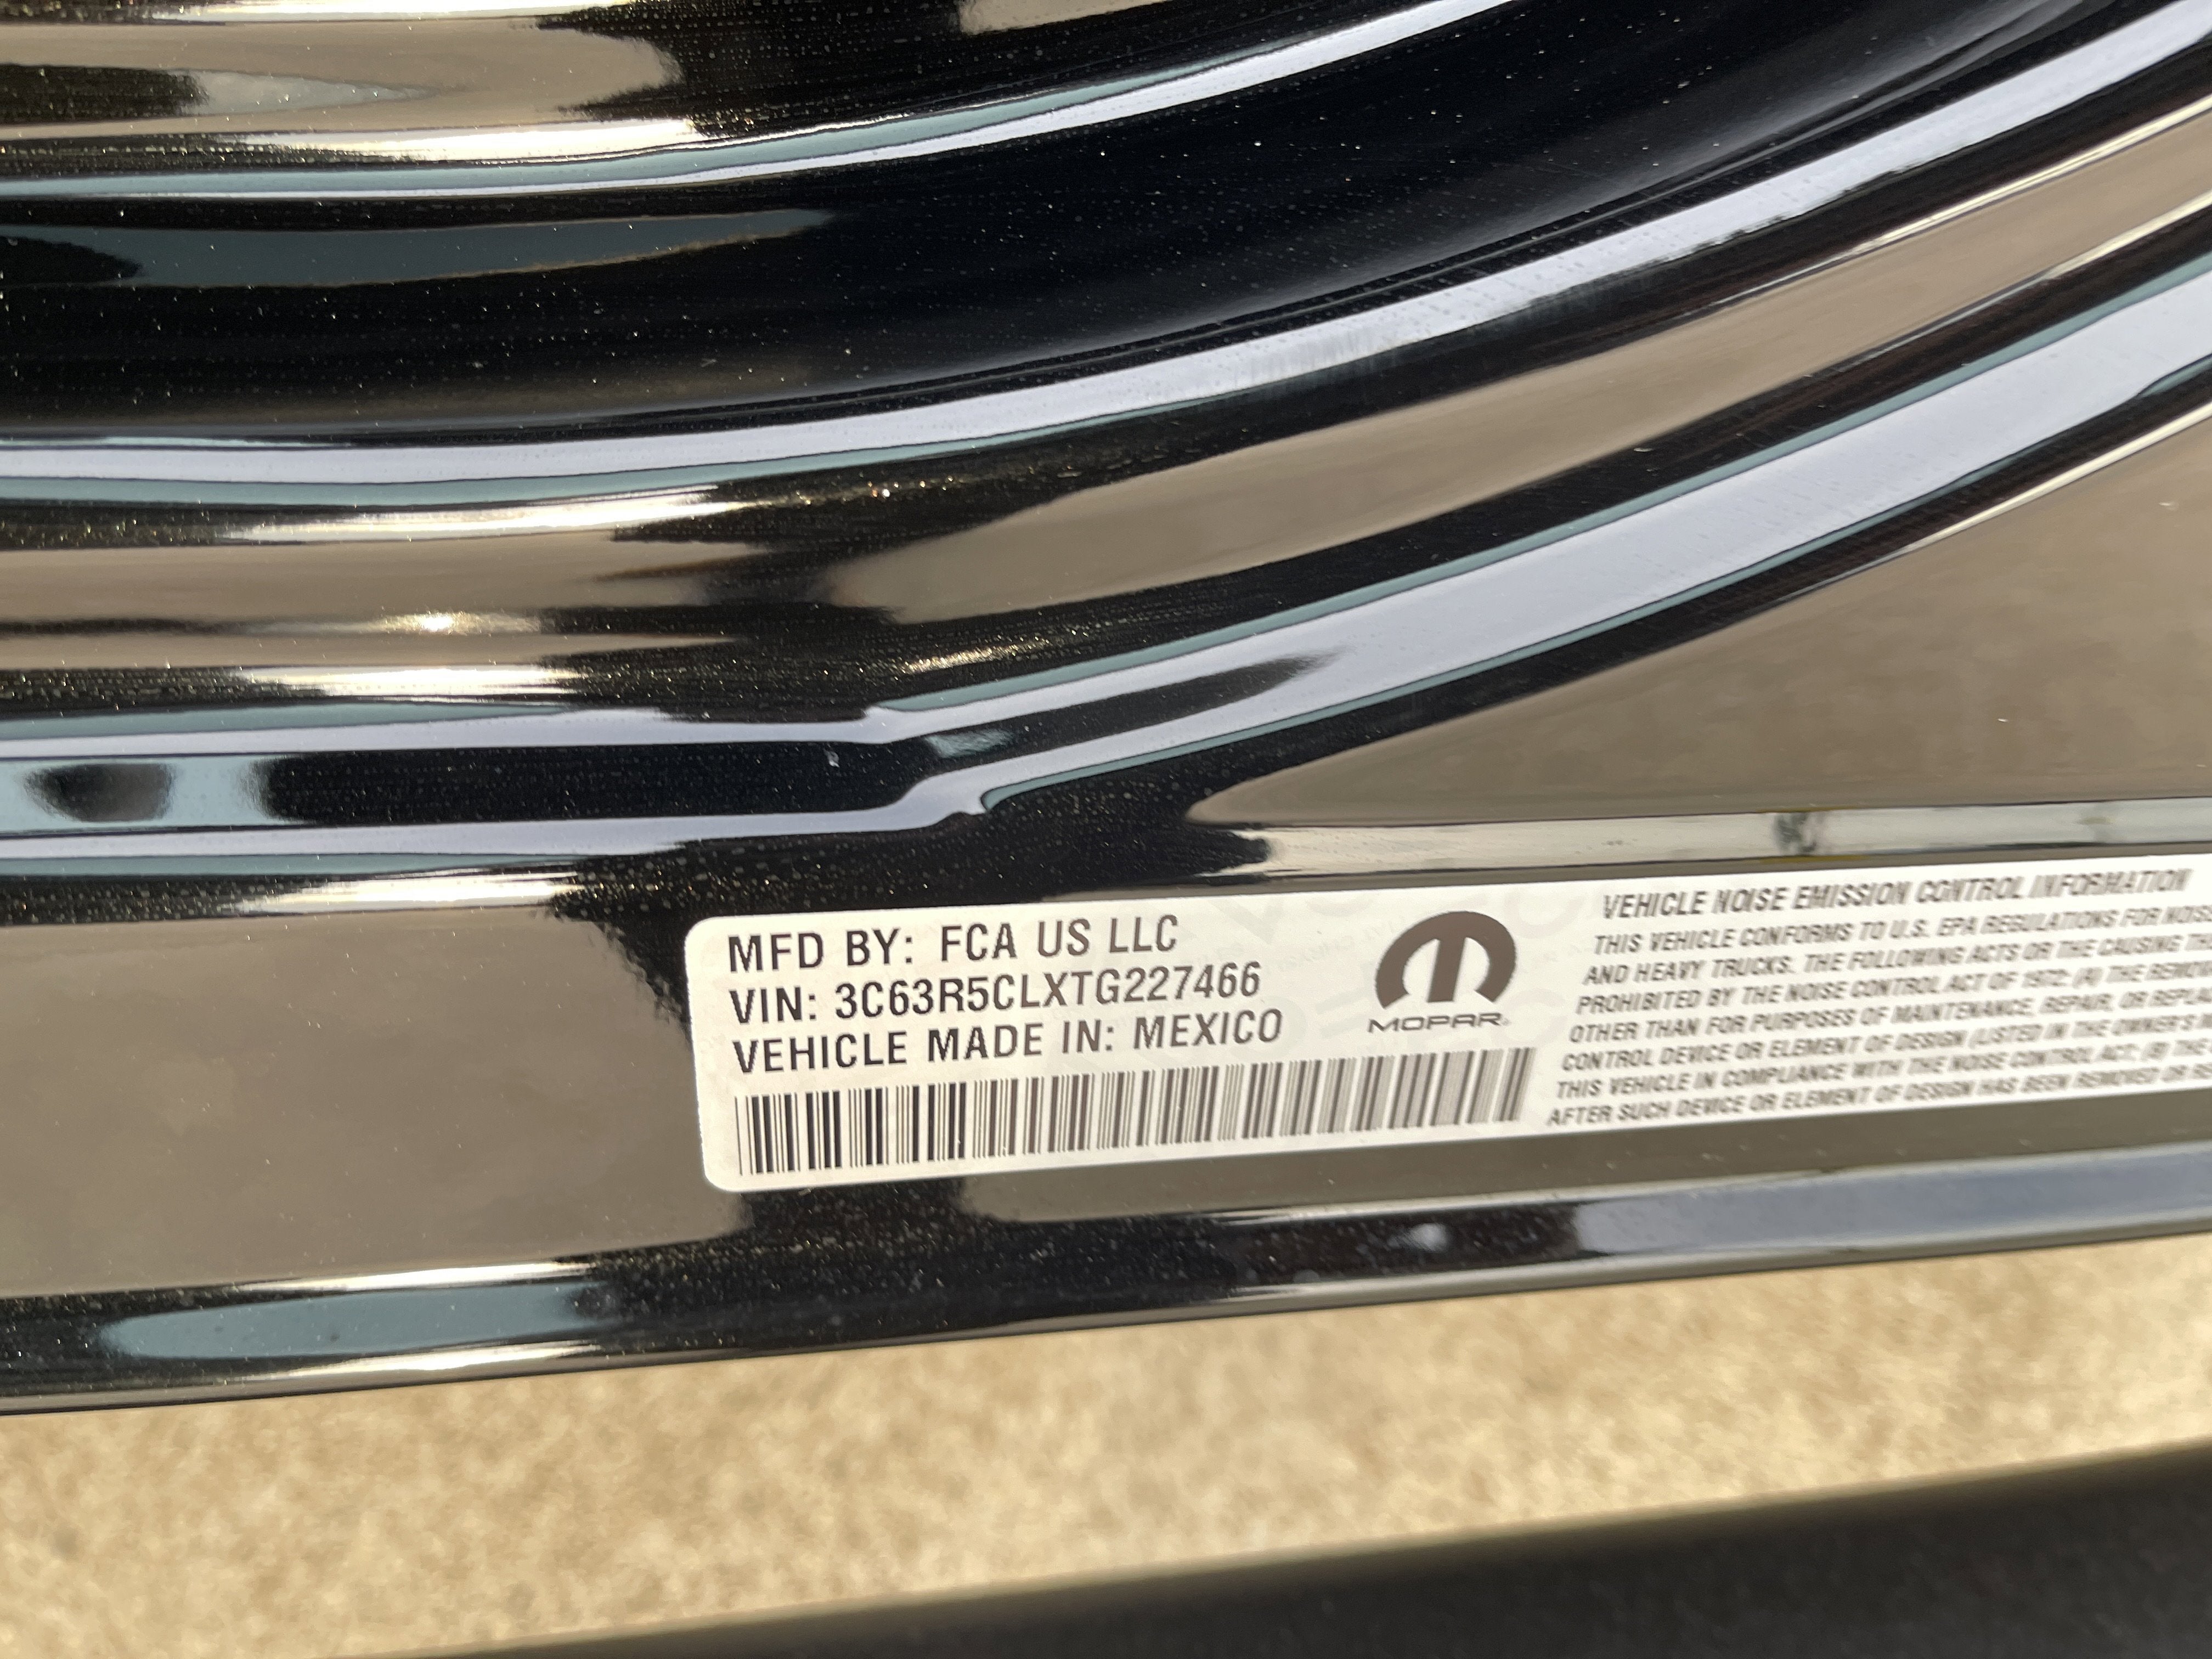 MFD BY: FCA US LLC
VIN: 3C63R5CLXTG227466
VEHICLE MADE IN: MEXICO
MOPAR
VEHICLE NOISE EMISSION CONTROL INFORMATION
THIS VEHICLE CONFORMS TO U.S. EPA REGULATIONS FOR NOISE
AND HEAVY TRUCKS. THE FOLLOWING ACTS OR THE CAUSING
PROHIBITED BY THE NOISE CONTROL ACT OF 1972: (A) THE REMOV
OTHER THAN FOR PURPOSES OF MAINTENANCE, REPAIR, OR REPLA
CONTROL DEVICE OR ELEMENT OF DESIGN (LISTED IN THE OWNER'S
THIS VEHICLE IN COMPLIANCE WITH THE NOISE CONTROL ACT; (B) THE
AFTER SUCH DEVICE OR ELEMENT OF DESIGN HAS BEEN REMOVED OR